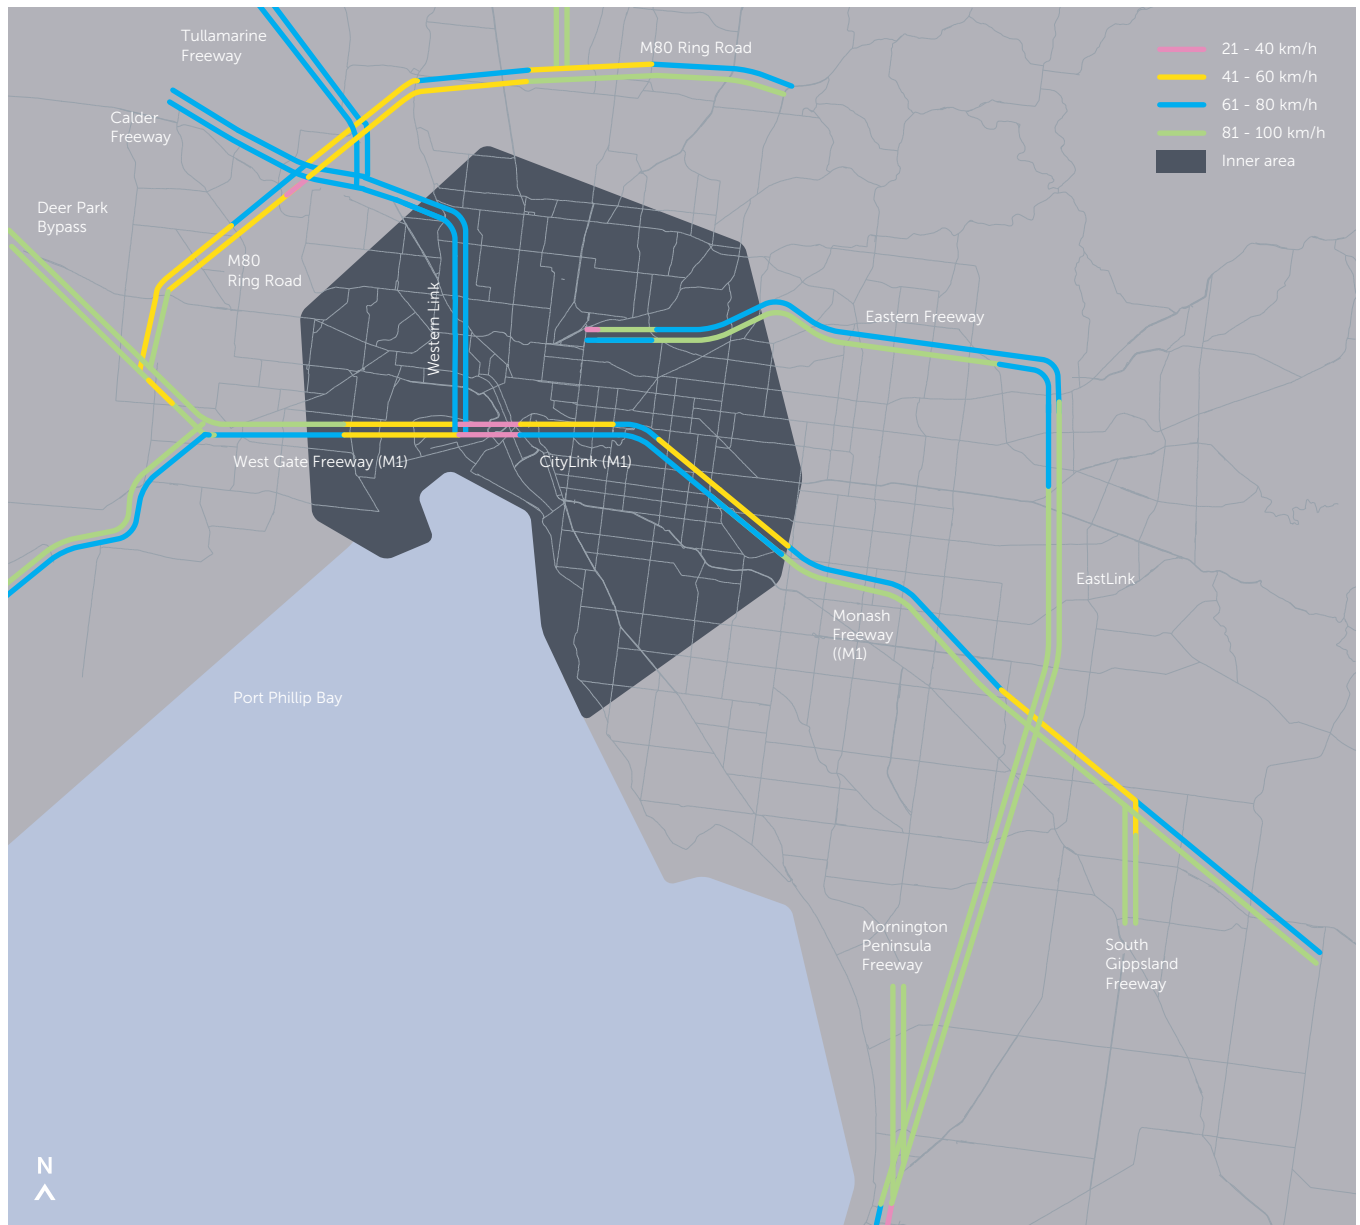 Tullamarine
Freeway
M80 Ring Road
21 - 40 km/h
41 - 60 km/h
61 - 80 km/h
81 - 100 km/h
Inner area
Calder
Freeway
Deer Park
Bypass
M80
Ring Road
Western Link
Eastern Freeway
West Gate Freeway (M1)
CityLink (M1)
EastLink
Monash
Freeway
((M1)
Port Phillip Bay
Mornington
Peninsula
Freeway
South
Gippsland
Freeway
N